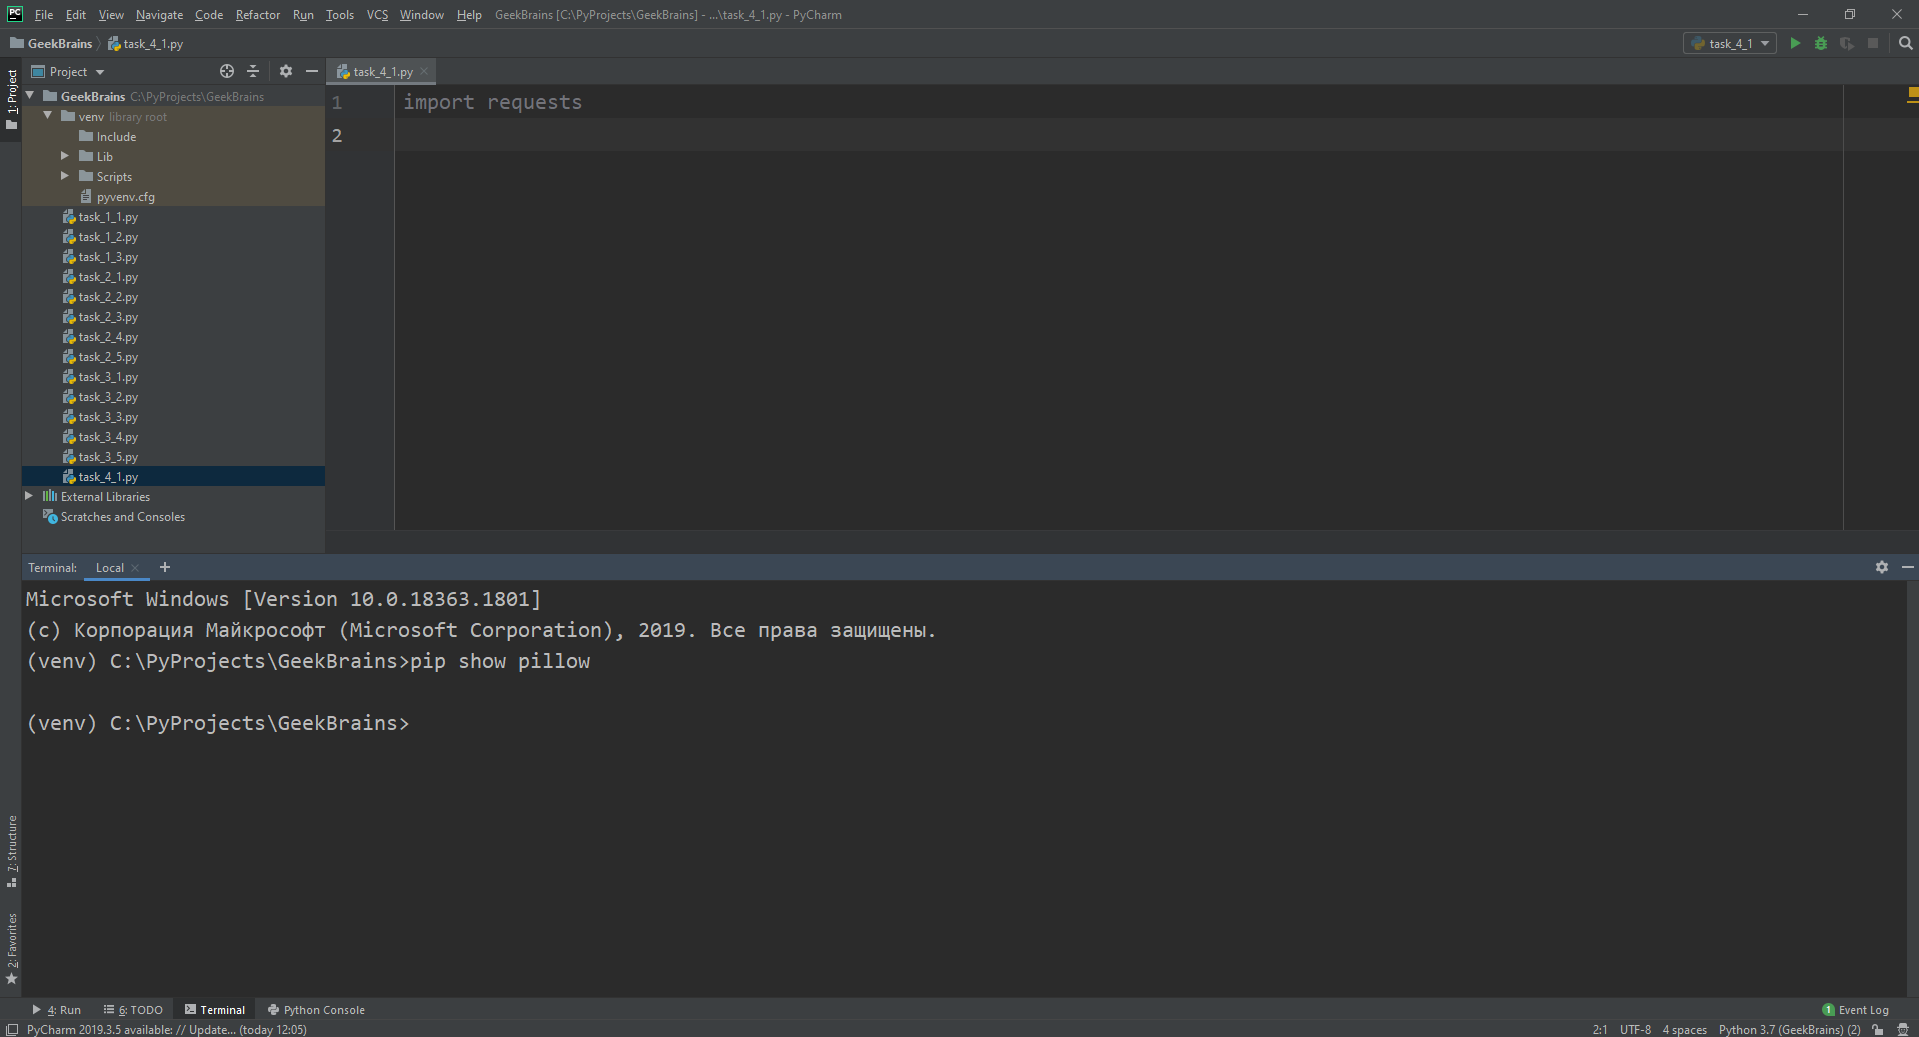 PC File Edit View Navigate Code Refactor Run Tools VCS Window Help GeekBrains [C:\PyProjects\GeekBrains] - ...\task_4_1.py - PyCharm
GeekBrains task_4_1.py task_4_1
1: Project
Project
task_4_1.py
GeekBrains C:\PyProjects\GeekBrains
venv library root
Include
Lib
Scripts
pyvenv.cfg
task_1_1.py
task_1_2.py
task_1_3.py
task_2_1.py
task_2_2.py
task_2_3.py
task_2_4.py
task_2_5.py
task_3_1.py
task_3_2.py
task_3_3.py
task_3_4.py
task_3_5.py
task_4_1.py
External Libraries
Scratches and Consoles
1 import requests
2
Terminal: Local +
Microsoft Windows [Version 10.0.18363.1801]
(c) Корпорация Майкрософт (Microsoft Corporation), 2019. Все права защищены.
(venv) C:\PyProjects\GeekBrains>pip show pillow
(venv) C:\PyProjects\GeekBrains>
7: Structure
2: Favorites
4: Run 6: TODO Terminal Python Console 1 Event Log
PyCharm 2019.3.5 available: // Update... (today 12:05) 2:1 UTF-8 4 spaces Python 3.7 (GeekBrains) (2)